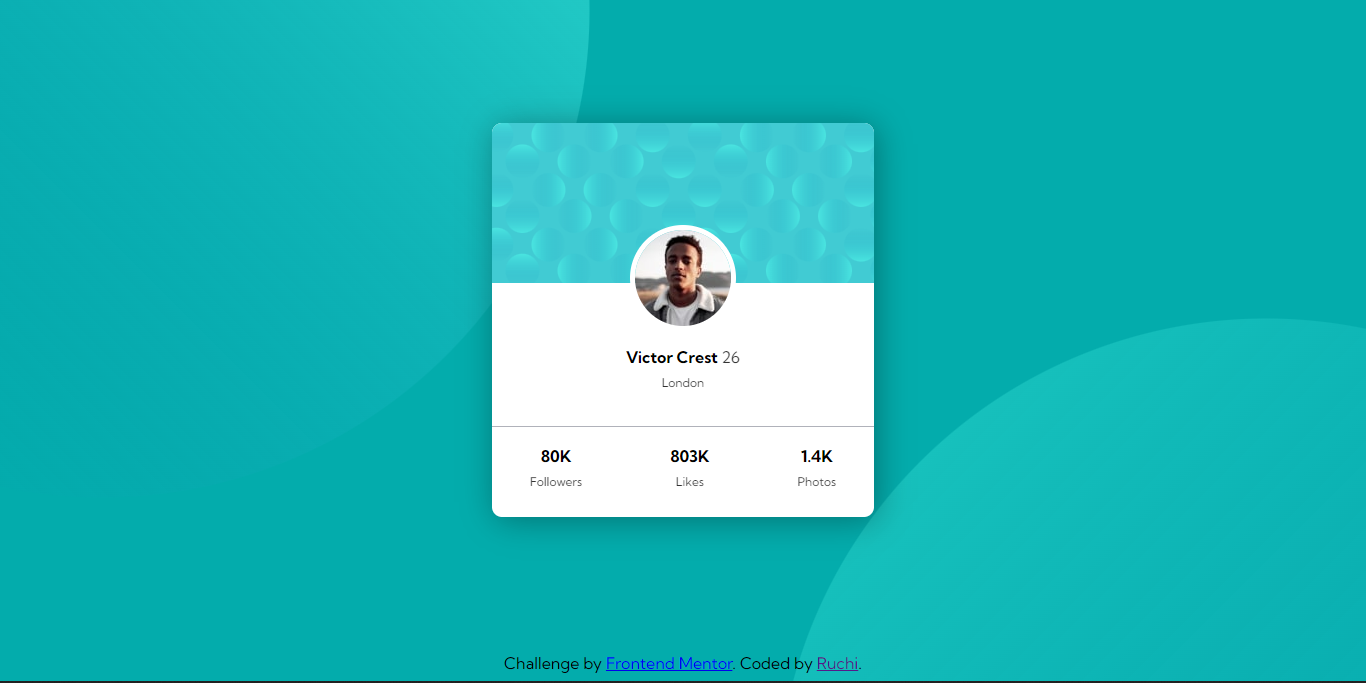 Victor Crest 26
London
80K 803K 1.4K
Followers Likes Photos
Challenge by Frontend Mentor. Coded by Ruchi.